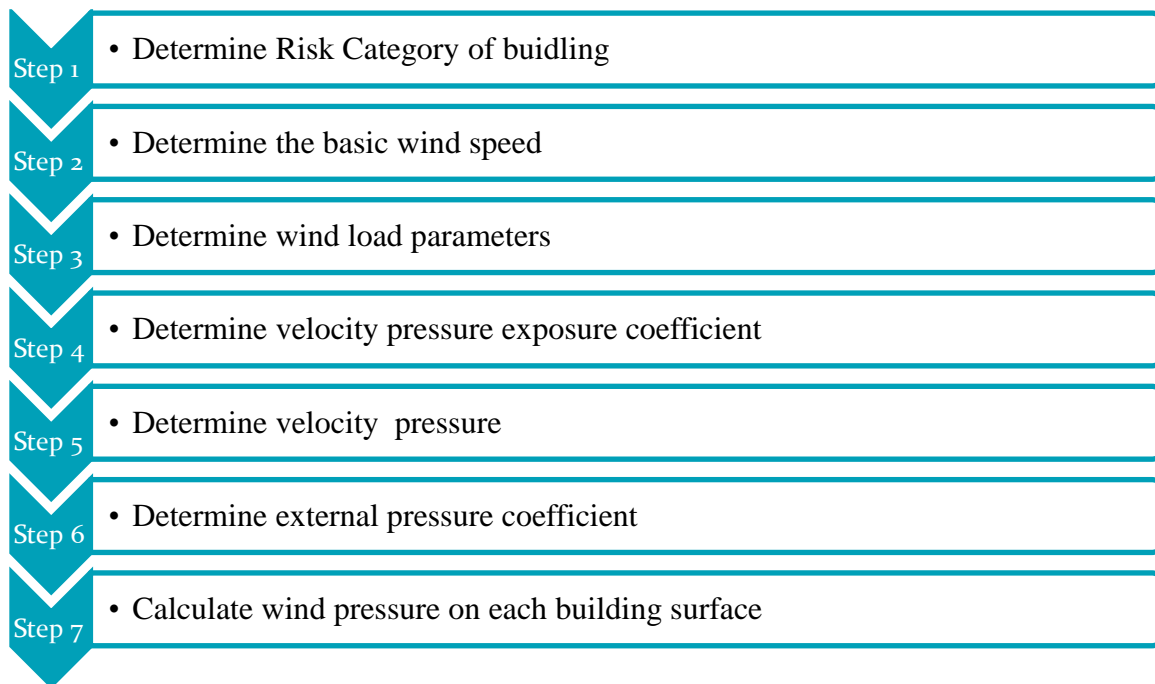 Step 1
• Determine Risk Category of buidling
Step 2
• Determine the basic wind speed
Step 3
• Determine wind load parameters
Step 4
• Determine velocity pressure exposure coefficient
Step 5
• Determine velocity  pressure
Step 6
• Determine external pressure coefficient
Step 7
• Calculate wind pressure on each building surface